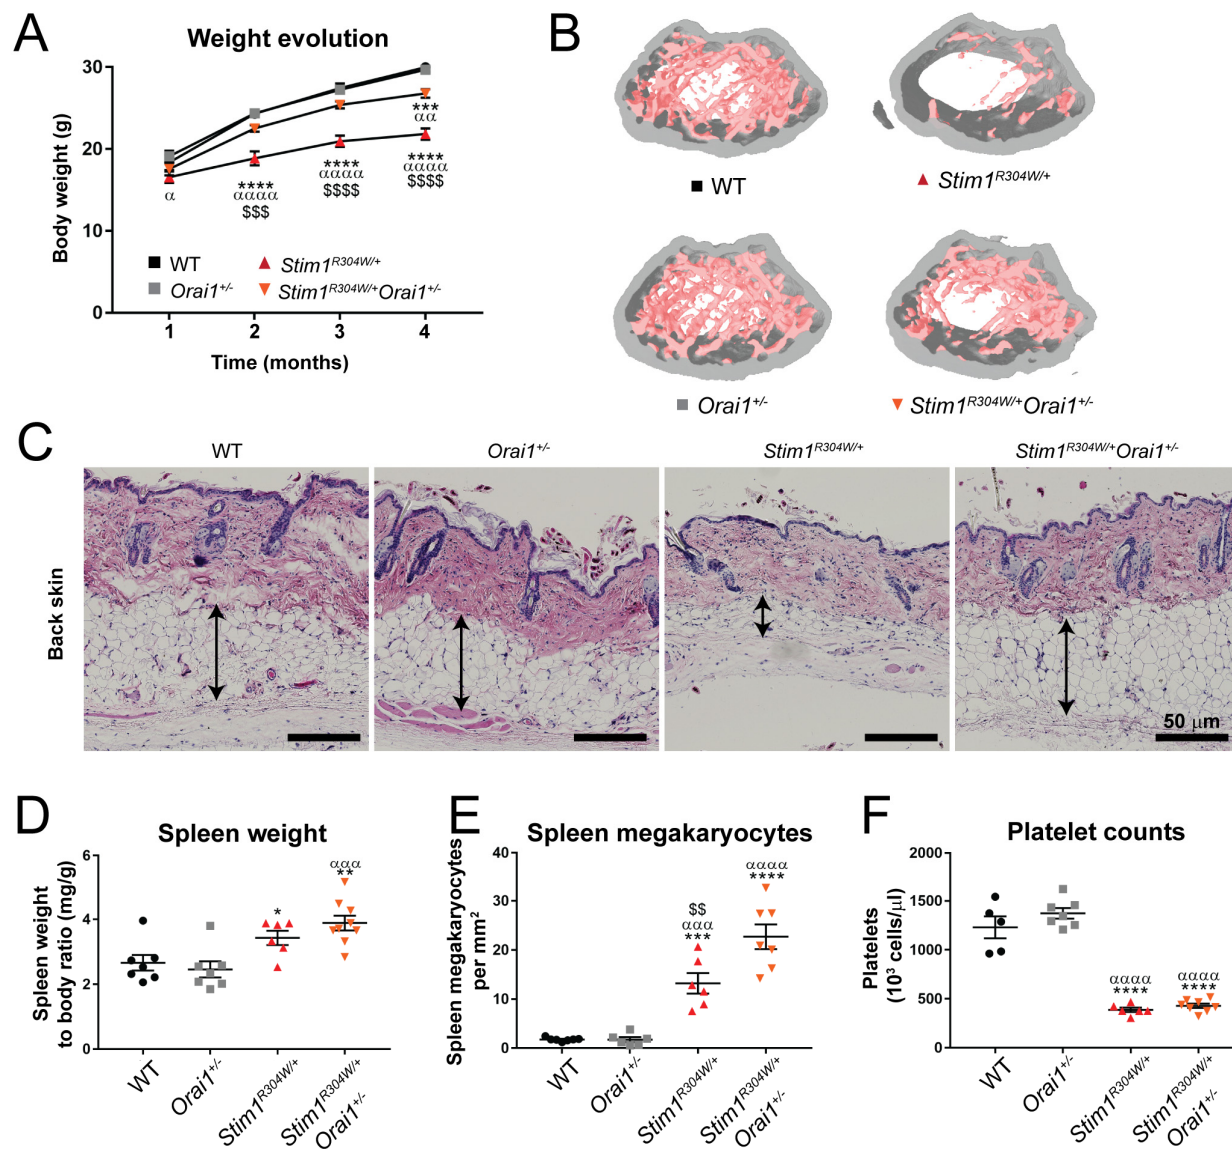 A
Weight evolution
Body weight (g)
30
20
10
0
α
****
αααα
$$$
****
αααα
$$$$
***
αα
****
αααα
$$$$
WT
Stim1R304W/+
Orai1+/-
Stim1R304W/+Orai1+/-
1
2
3
4
Time (months)
B
WT
Stim1R304W/+
Orai1+/-
Stim1R304W/+Orai1+/-
C
WT
Orai1+/-
Stim1R304W/+
Stim1R304W/+Orai1+/-
Back skin
50 μm
D
Spleen weight
Spleen weight
to body ratio (mg/g)
6
4
2
0
*
ααα
**
WT
Orai1+/-
Stim1R304W/+
Stim1R304W/+
Orai1+/-
E
Spleen megakaryocytes
Spleen megakaryocytes
per mm2
40
30
20
10
0
$$
ααα
***
αααα
****
WT
Orai1+/-
Stim1R304W/+
Stim1R304W/+
Orai1+/-
F
Platelet counts
Platelets
(103 cells/μl)
2000
1500
1000
500
0
αααα
****
αααα
****
WT
Orai1+/-
Stim1R304W/+
Stim1R304W/+
Orai1+/-